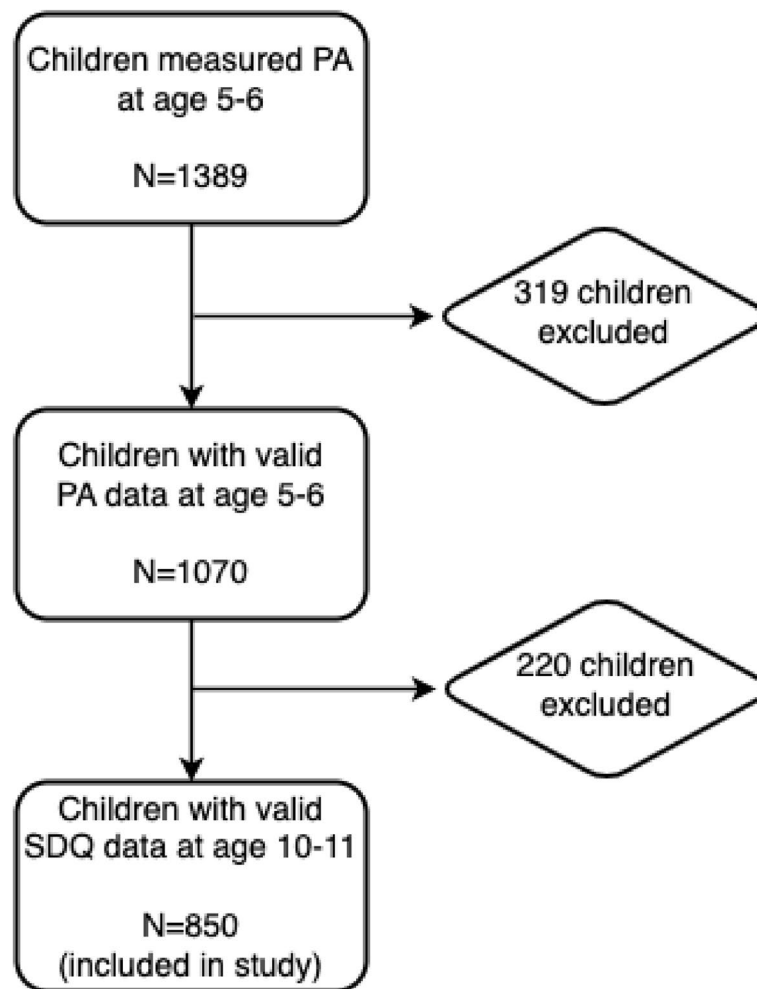 Children measured PA
at age 5-6
N=1389
319 children
excluded
Children with valid
PA data at age 5-6
N=1070
220 children
excluded
Children with valid
SDQ data at age 10-11
N=850
(included in study)